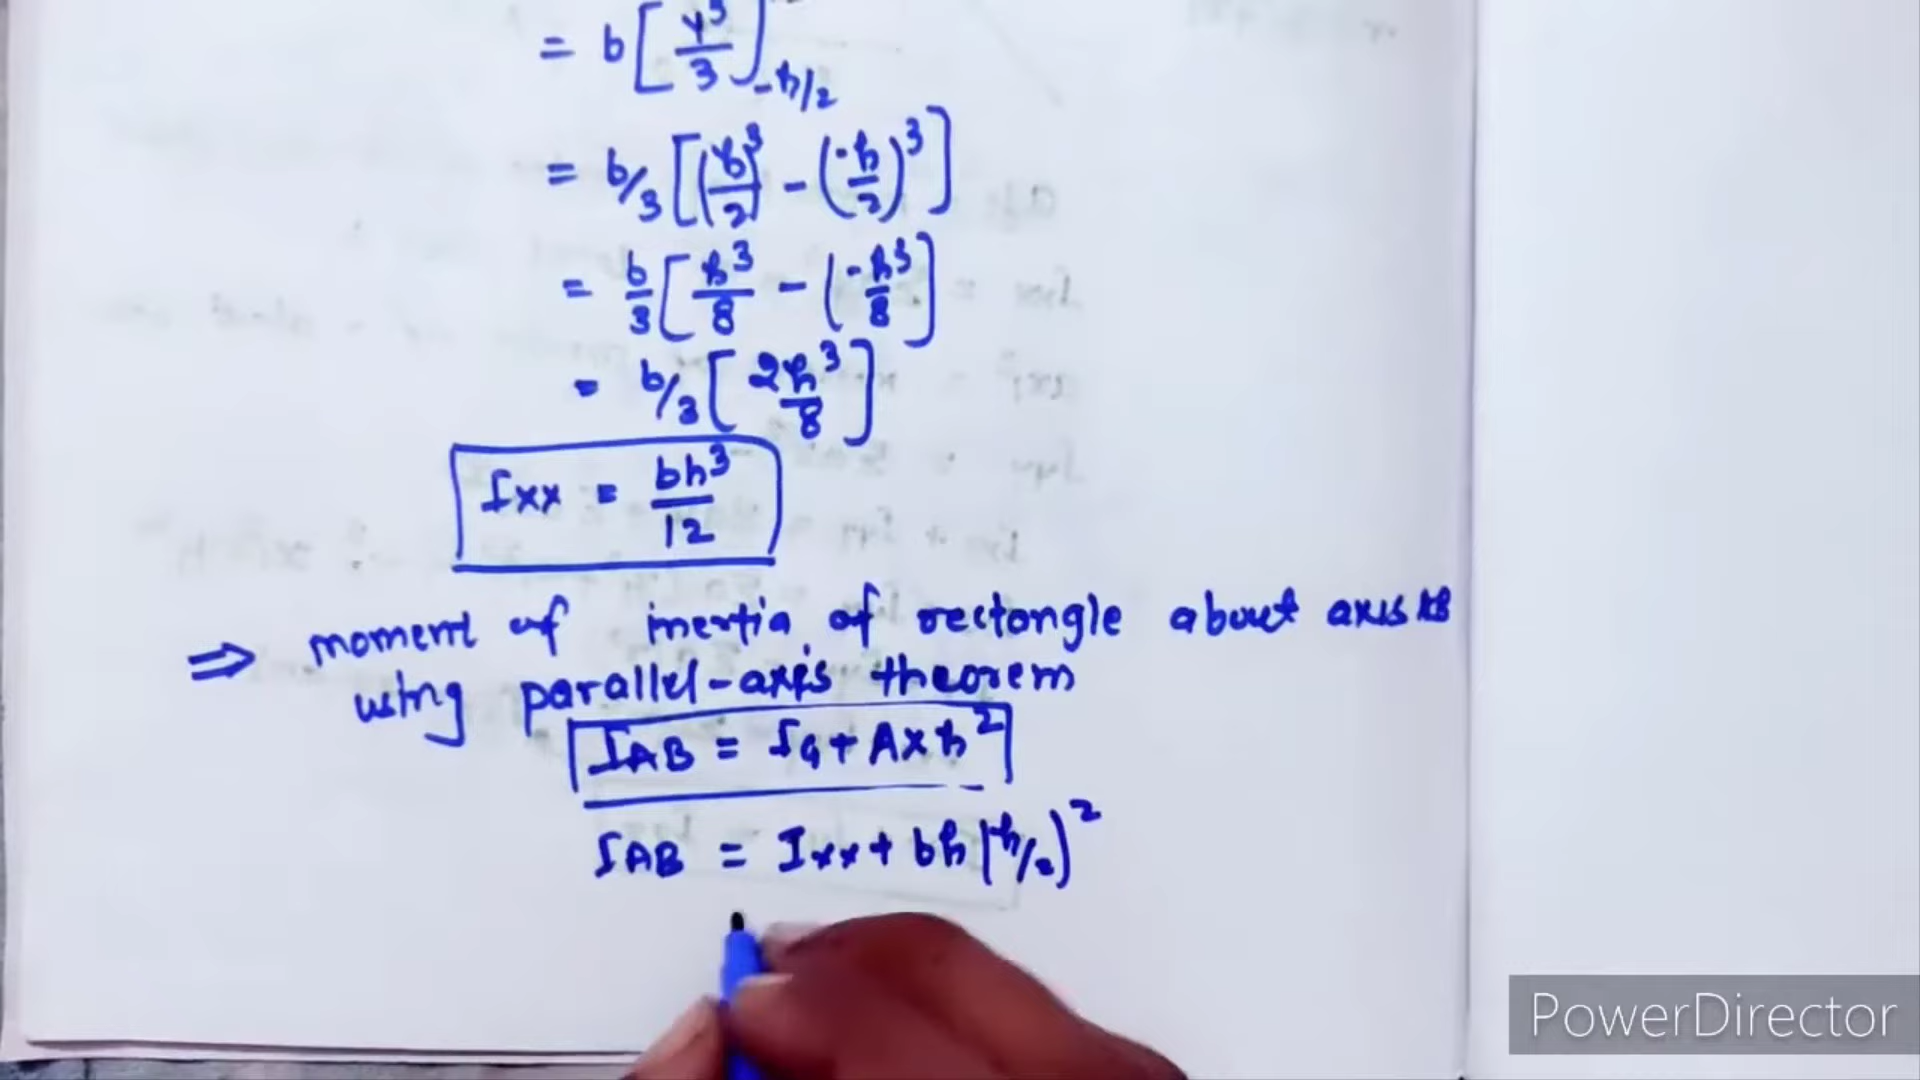 = b[y³/3]-h/2
= b/3[(h/2)³ - (-h/2)³]
= b/3[h³/8 - (-h³/8]
= b/3[2h³/8]
Ixx = bh³/12
⇒ moment of inertia of rectangle about axis AB
using parallel-axis theorem
IAB = IG + A x h²
IAB = Ixx + bh(h/2)²
PowerDirector